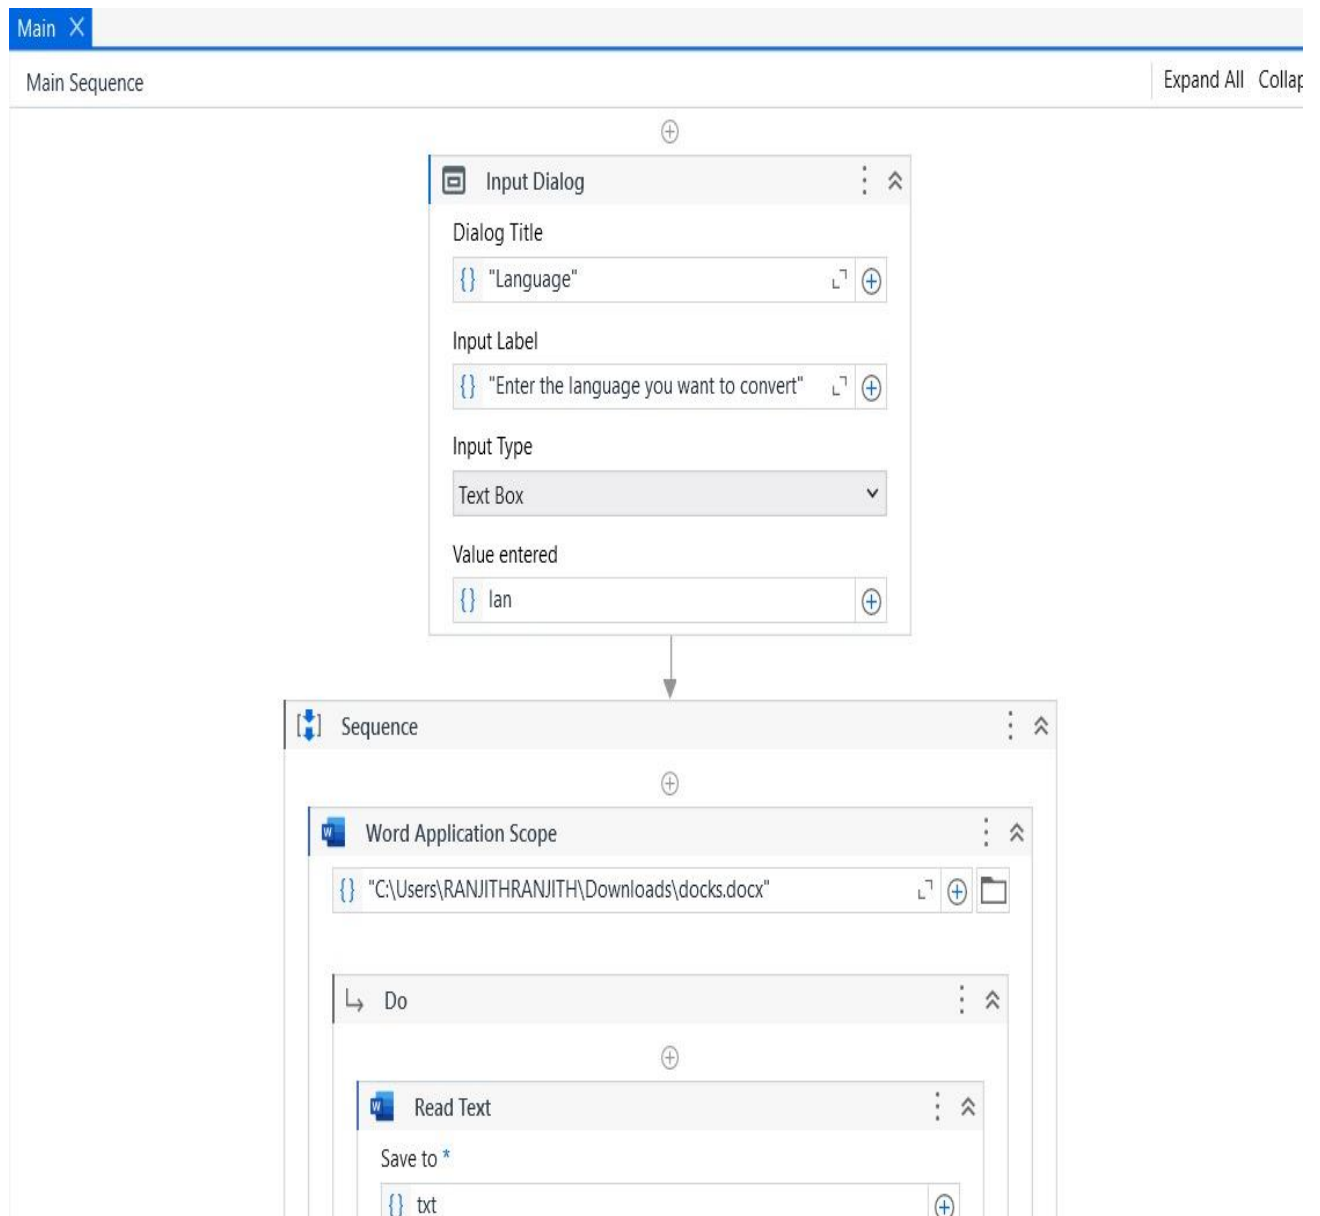 Main
Main Sequence Expand All Collap
Input Dialog
Dialog Title
{} "Language"
Input Label
{} "Enter the language you want to convert"
Input Type
Text Box
Value entered
{} lan
Sequence
W Word Application Scope
{} "C:\Users\RANJITHRANJITH\Downloads\docks.docx"
Do
W Read Text
Save to *
{} txt